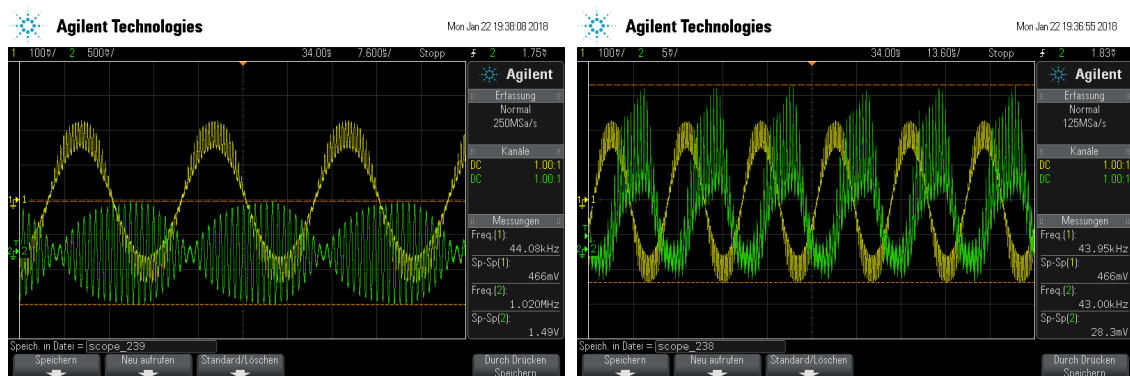 Agilent Technologies
Mon Jan 22 19:38:08 2018
1 100▽/ 2 500▽/ 34.00s 7.600s/ Stopp 2 1.75▽
Agilent
Erfassung
Normal
250MSa/s
Kanäle
DC 1.00:1
DC 1.00:1
Messungen
Freq.(1):
44.08kHz
Sp-Sp(1):
466mV
Freq.(2):
1.020MHz
Sp-Sp(2):
1.49V
Speich. in Datei = scope_239
Speichern Neu aufrufen Standard/Löschen Durch Drücken
Speichern
Agilent Technologies
Mon Jan 22 19:36:55 2018
1 100▽/ 2 5▽/ 34.00s 13.60s/ Stopp 2 1.83▽
Agilent
Erfassung
Normal
125MSa/s
Kanäle
DC 1.00:1
DC 1.00:1
Messungen
Freq.(1):
43.95kHz
Sp-Sp(1):
466mV
Freq.(2):
43.00kHz
Sp-Sp(2):
28.3mV
Speich. in Datei = scope_238
Speichern Neu aufrufen Standard/Löschen Durch Drücken
Speichern